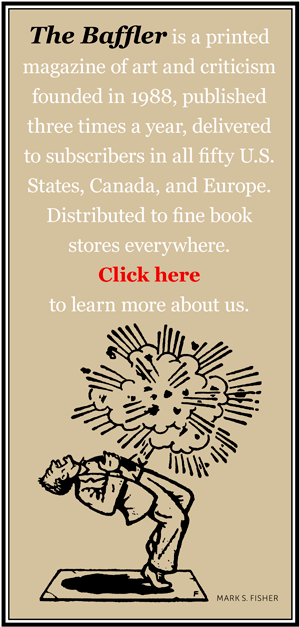 The Baffler is a printed
magazine of art and criticism
founded in 1988, published
three times a year, delivered
to subscribers in all fifty U.S.
States, Canada, and Europe.
Distributed to fine book
stores everywhere.
Click here
to learn more about us.
F
MARK S. FISHER